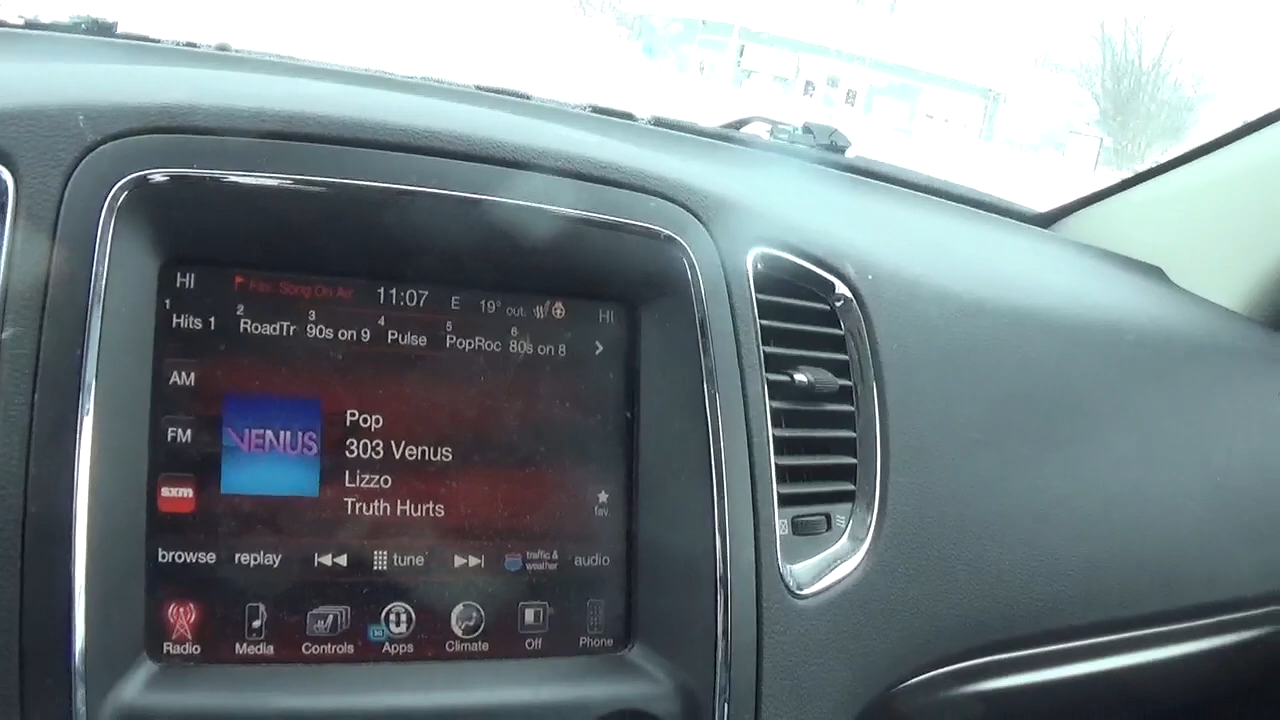 HI Fav. Song On Air 11:07 E 19° out. HI
1 2 3 4 5 6
Hits 1 RoadTr 90s on 9 Pulse PopRoc 80s on 8
AM
FM
sxm
VENUS
Pop
303 Venus
Lizzo
Truth Hurts
fav.
browse replay tune traffic & weather audio
Radio Media Controls Apps Climate Off Phone